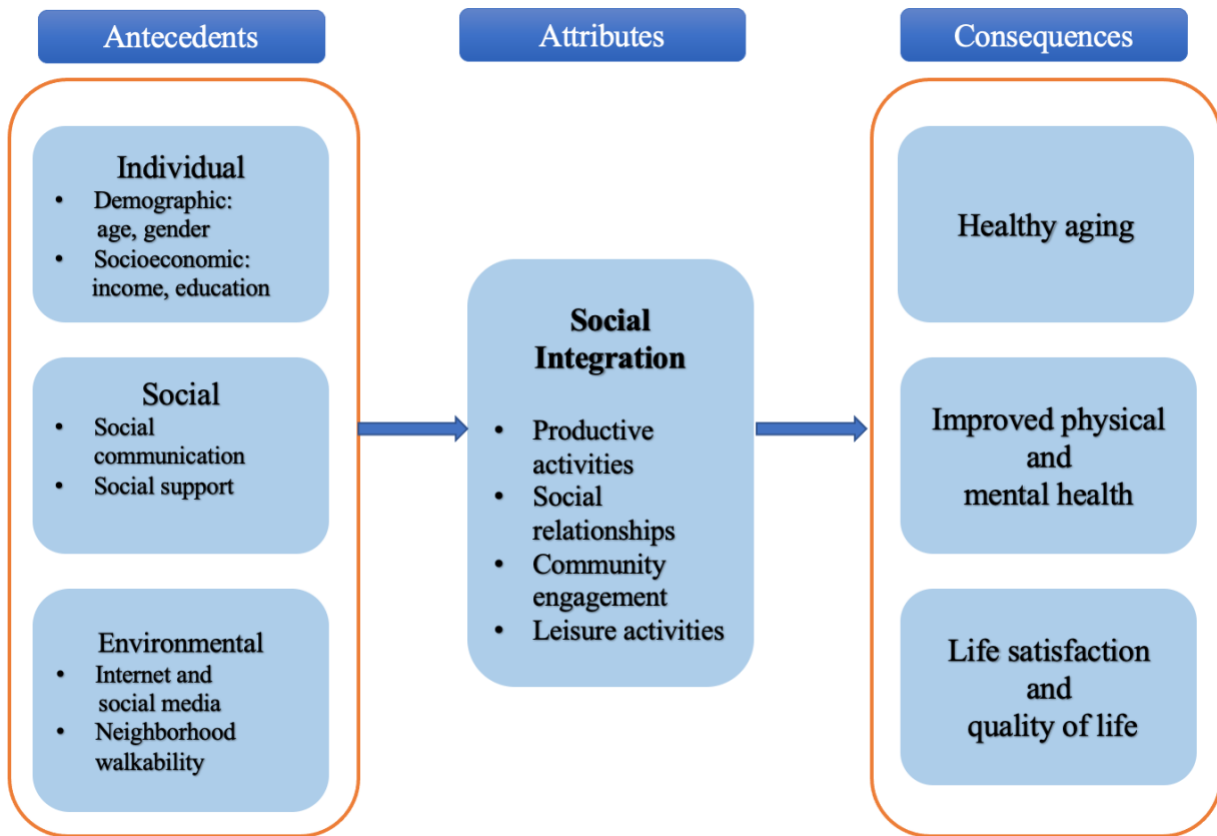 Antecedents
Attributes
Consequences
Individual
• Demographic:
age, gender
• Socioeconomic:
income, education
Social
• Social
communication
• Social support
Environmental
• Internet and
social media
• Neighborhood
walkability
Social
Integration
• Productive
activities
• Social
relationships
• Community
engagement
• Leisure activities
Healthy aging
Improved physical
and
mental health
Life satisfaction
and
quality of life